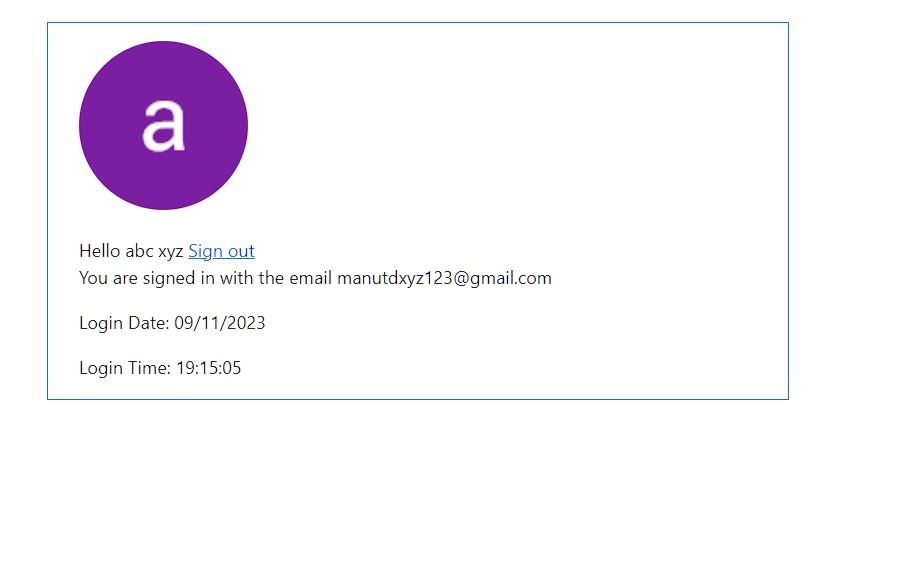 a
Hello abc xyz Sign out
You are signed in with the email manutdxyz123@gmail.com
Login Date: 09/11/2023
Login Time: 19:15:05